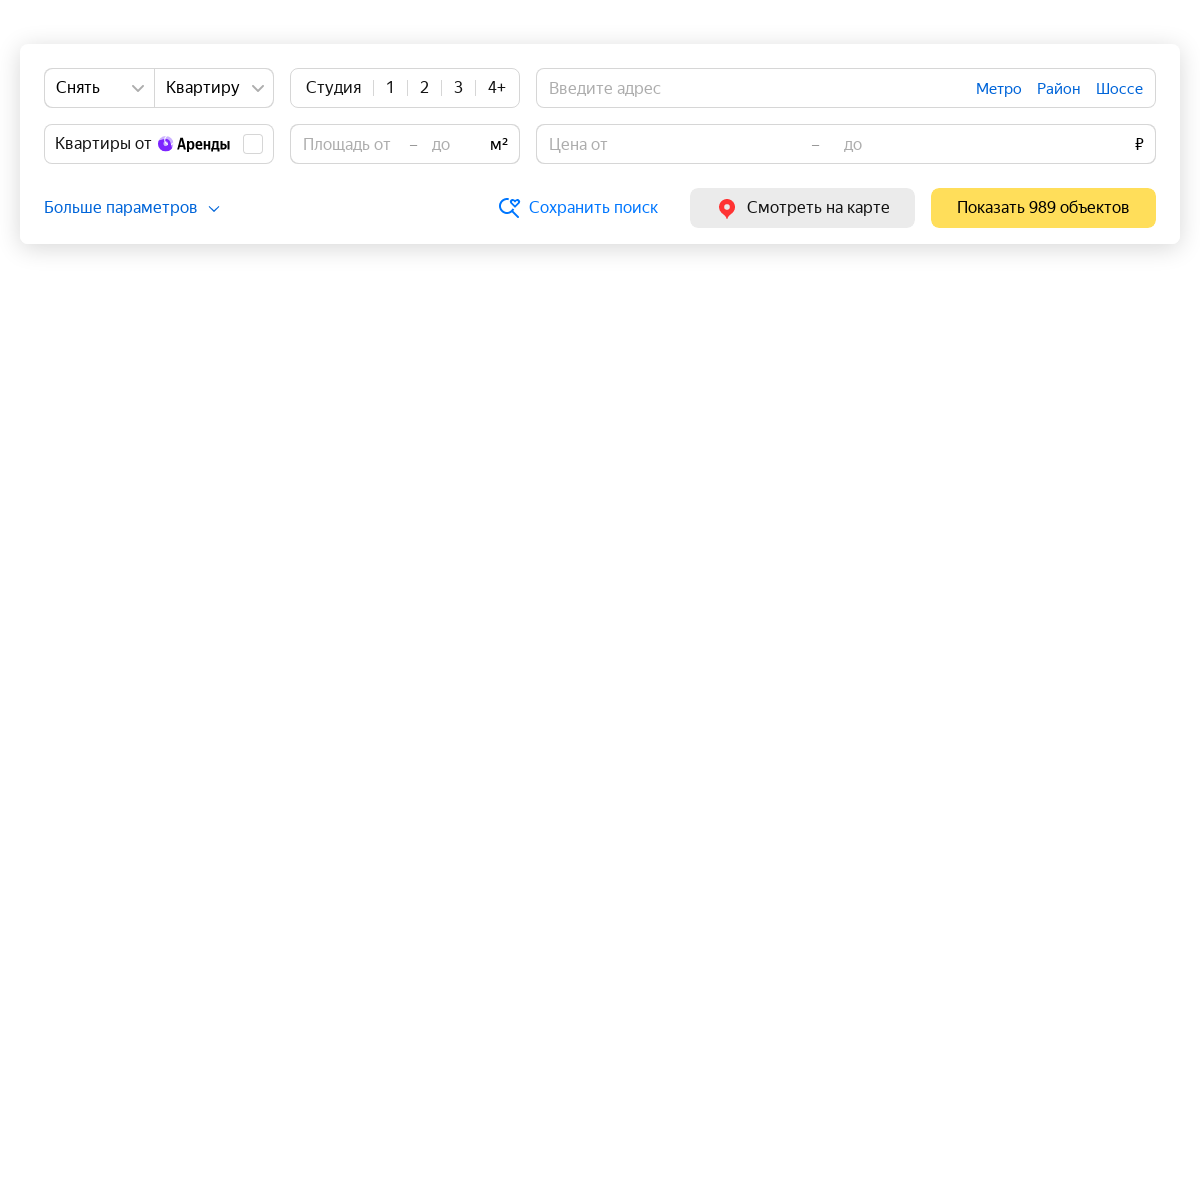 Снять Квартиру Студия 1 2 3 4+ Введите адрес Метро Район Шоссе
Квартиры от Аренды Площадь от – до м² Цена от – до ₽
Больше параметров Сохранить поиск Смотреть на карте Показать 989 объектов